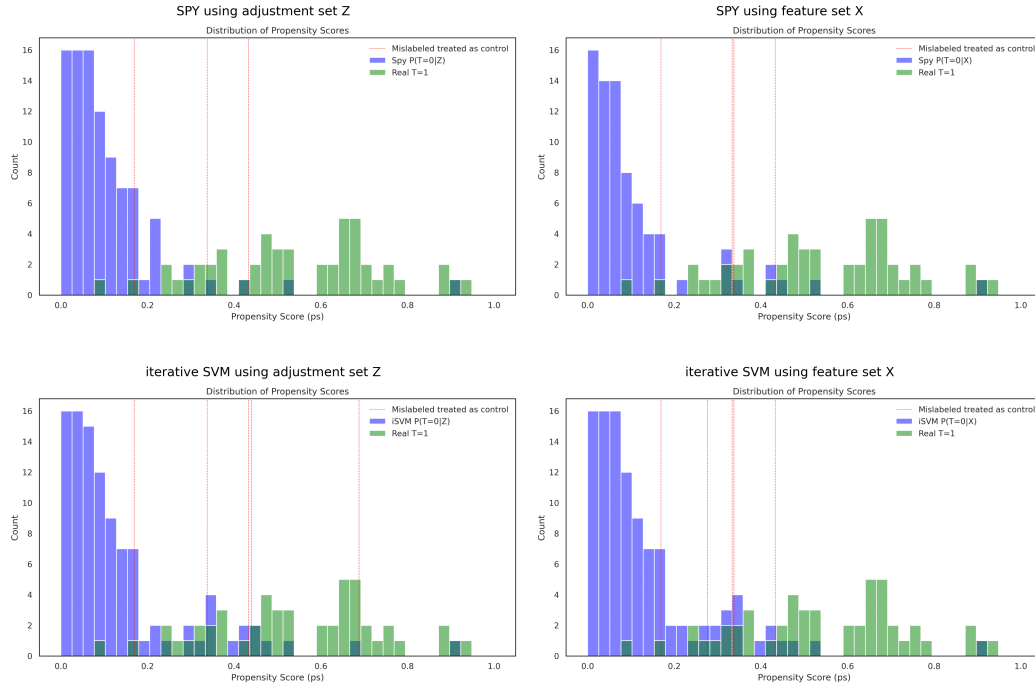 SPY using adjustment set Z
Distribution of Propensity Scores
Mislabeled treated as control
Spy P(T=0|Z)
Real T=1
16
14
12
10
8
6
4
2
0
Count
0.0 0.2 0.4 0.6 0.8 1.0
Propensity Score (ps)
SPY using feature set X
Distribution of Propensity Scores
Mislabeled treated as control
Spy P(T=0|X)
Real T=1
16
14
12
10
8
6
4
2
0
Count
0.0 0.2 0.4 0.6 0.8 1.0
Propensity Score (ps)
iterative SVM using adjustment set Z
Distribution of Propensity Scores
Mislabeled treated as control
iSVM P(T=0|Z)
Real T=1
16
14
12
10
8
6
4
2
0
Count
0.0 0.2 0.4 0.6 0.8 1.0
Propensity Score (ps)
iterative SVM using feature set X
Distribution of Propensity Scores
Mislabeled treated as control
iSVM P(T=0|X)
Real T=1
16
14
12
10
8
6
4
2
0
Count
0.0 0.2 0.4 0.6 0.8 1.0
Propensity Score (ps)